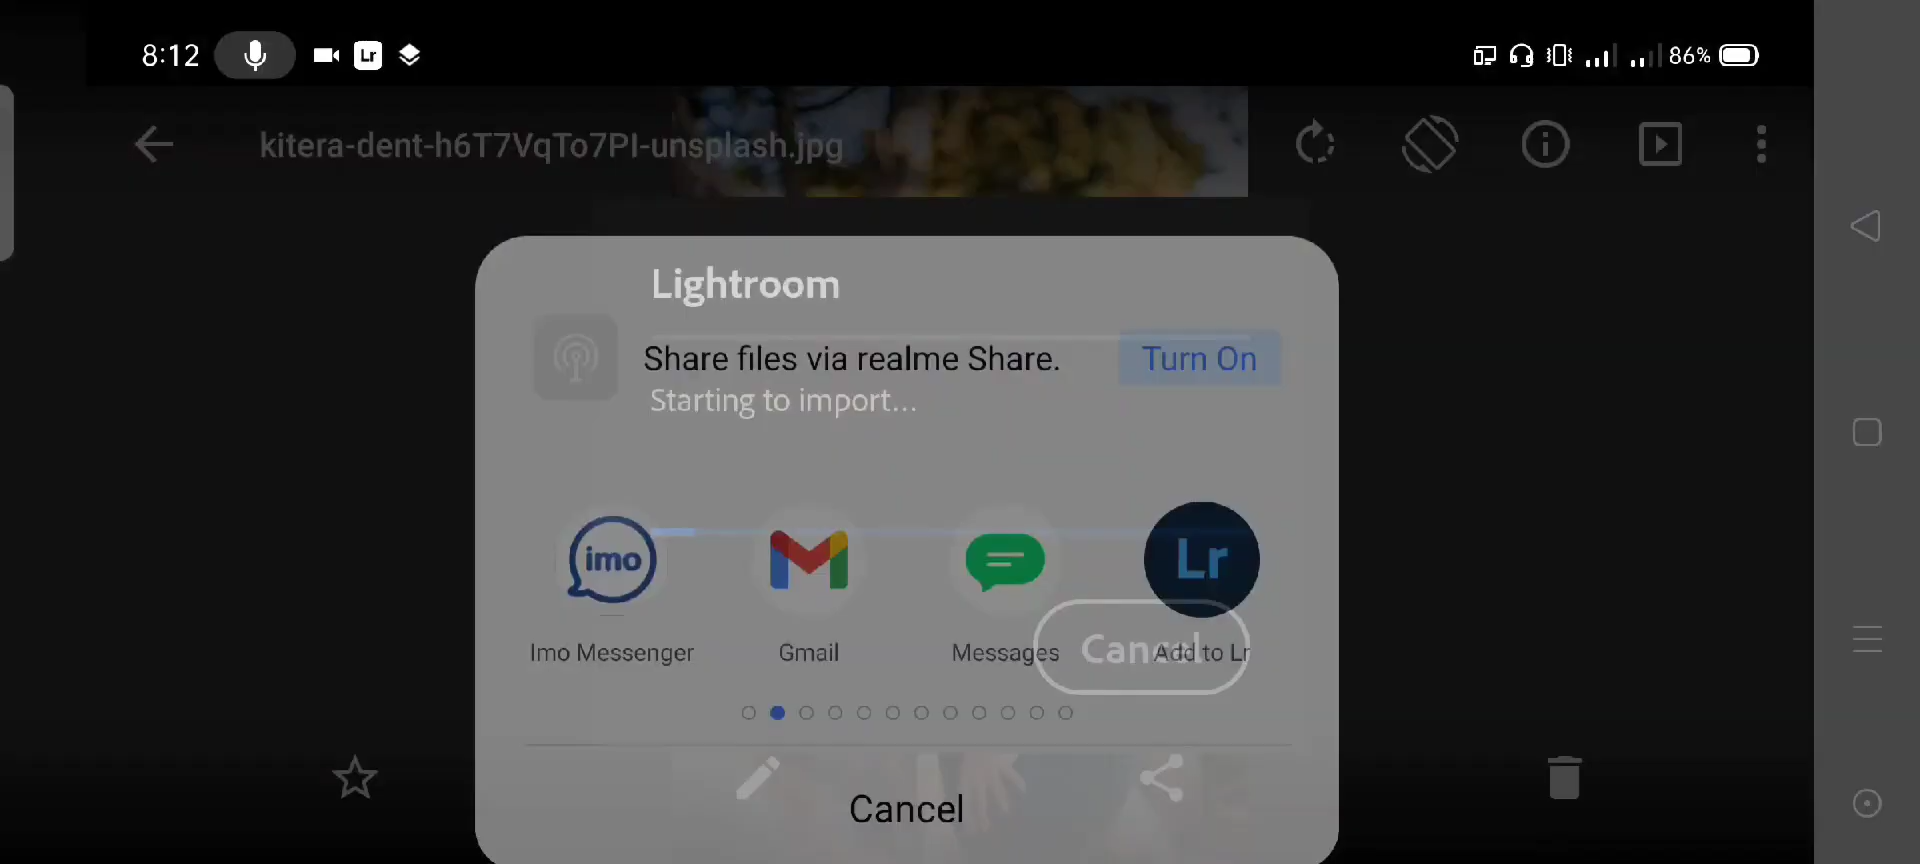 8:12
Lr
86%
kitera-dent-h6T7VqTo7PI-unsplash.jpg
Lightroom
Share files via realme Share.
Turn On
Starting to import...
imo
Lr
Imo Messenger
Gmail
Messages
Cancel
Add to Lr
Cancel